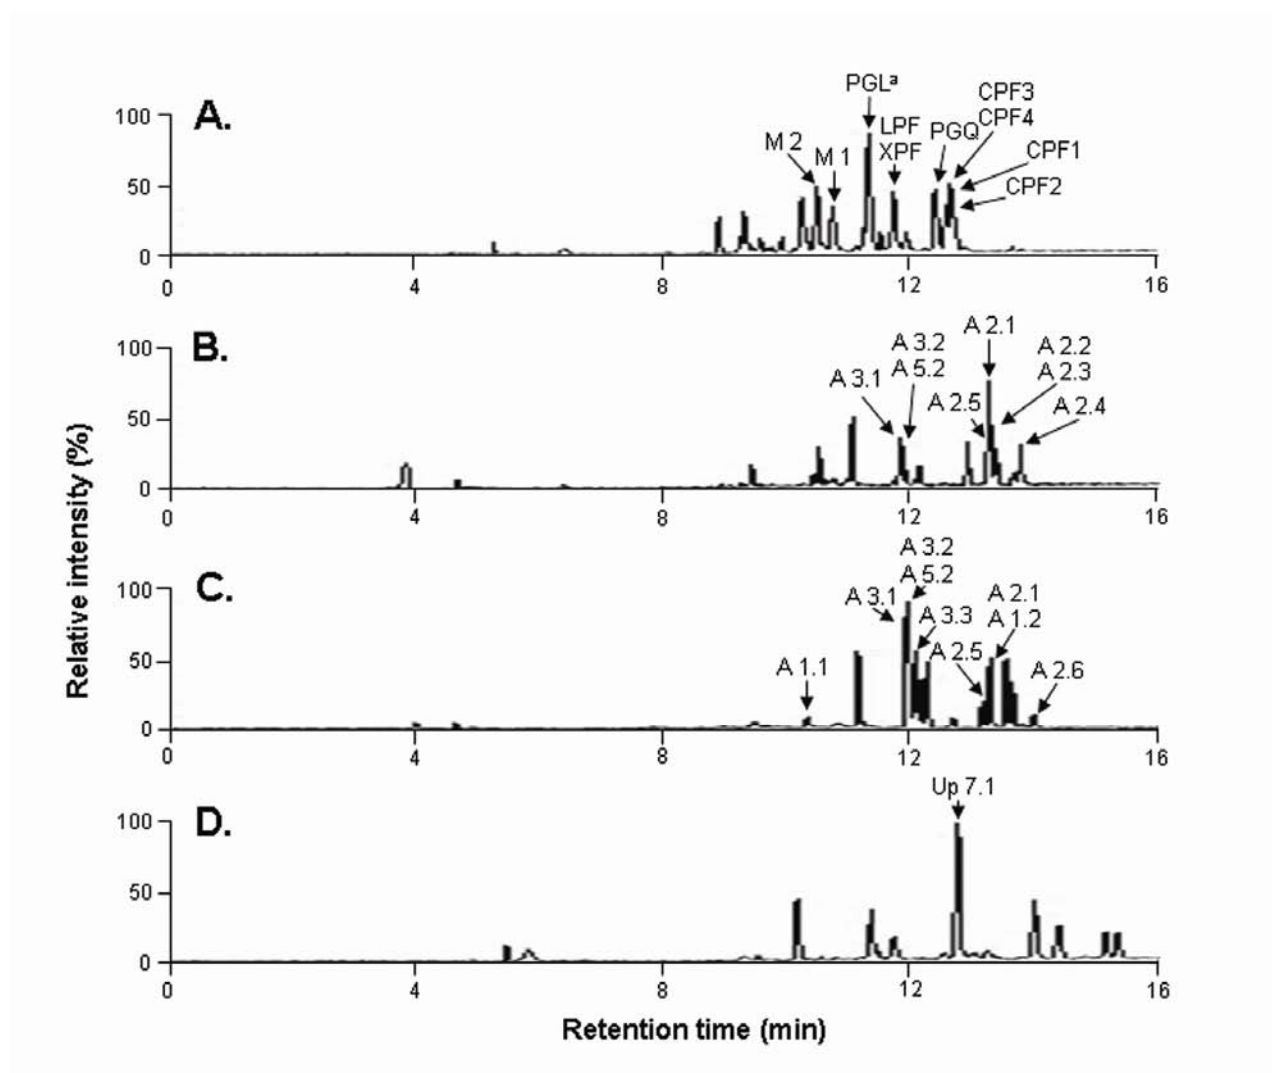 A.
PGLª
CPF3
CPF4
LPF
XPF
PGQ
M 2
M 1
CPF1
CPF2
100
50
0
0 4 8 12 16
B.
A 2.1
A 3.2
A 5.2
A 2.2
A 2.3
A 3.1
A 2.5
A 2.4
100
50
0
0 4 8 12 16
C.
A 3.2
A 5.2
A 3.1
A 3.3
A 2.1
A 1.2
A 2.5
A 1.1
A 2.6
100
50
0
0 4 8 12 16
D.
Up 7.1
100
50
0
0 4 8 12 16
Relative intensity (%)
Retention time (min)